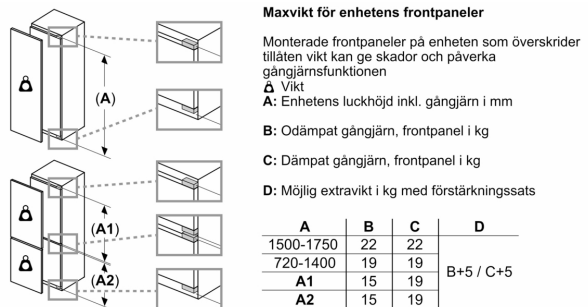 Maxvikt för enhetens frontpaneler
Monterade frontpaneler på enheten som överskrider
tillåten vikt kan ge skador och påverka
gångjärnsfunktionen
Vikt
A: Enhetens luckhöjd inkl. gångjärn i mm
B: Odämpat gångjärn, frontpanel i kg
C: Dämpat gångjärn, frontpanel i kg
D: Möjlig extravikt i kg med förstärkningssats
(A)
(A1)
(A2)
A B C D
1500-1750 22 22
720-1400 19 19
B+5 / C+5
A1 15 19
A2 15 19